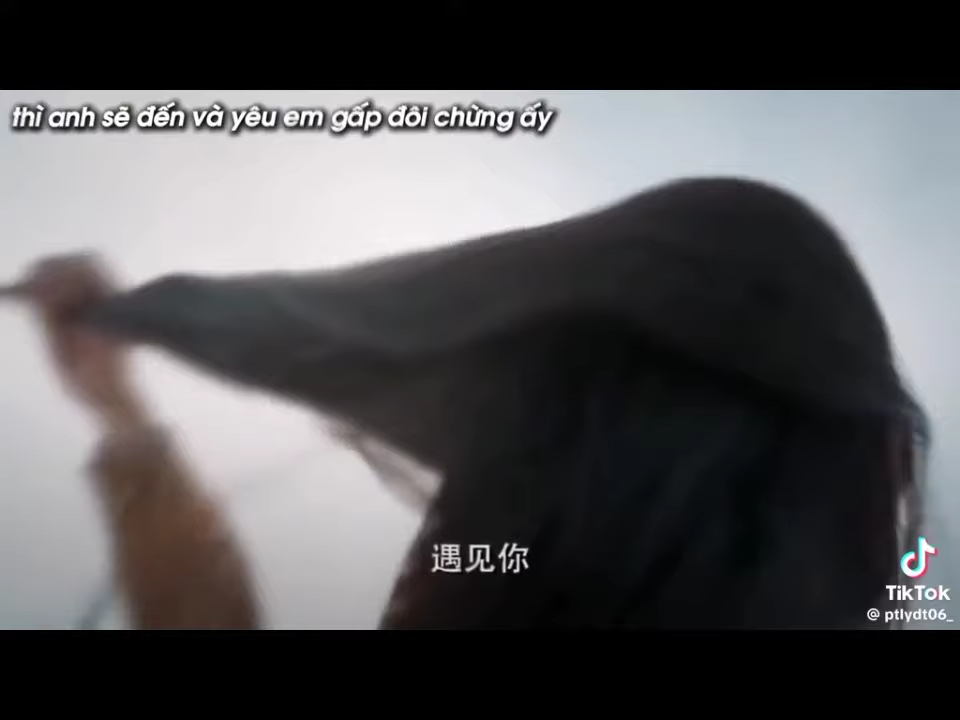 thì anh sẽ đến và yêu em gấp đôi chừng ấy
遇见你
TikTok
@ ptlydt06_